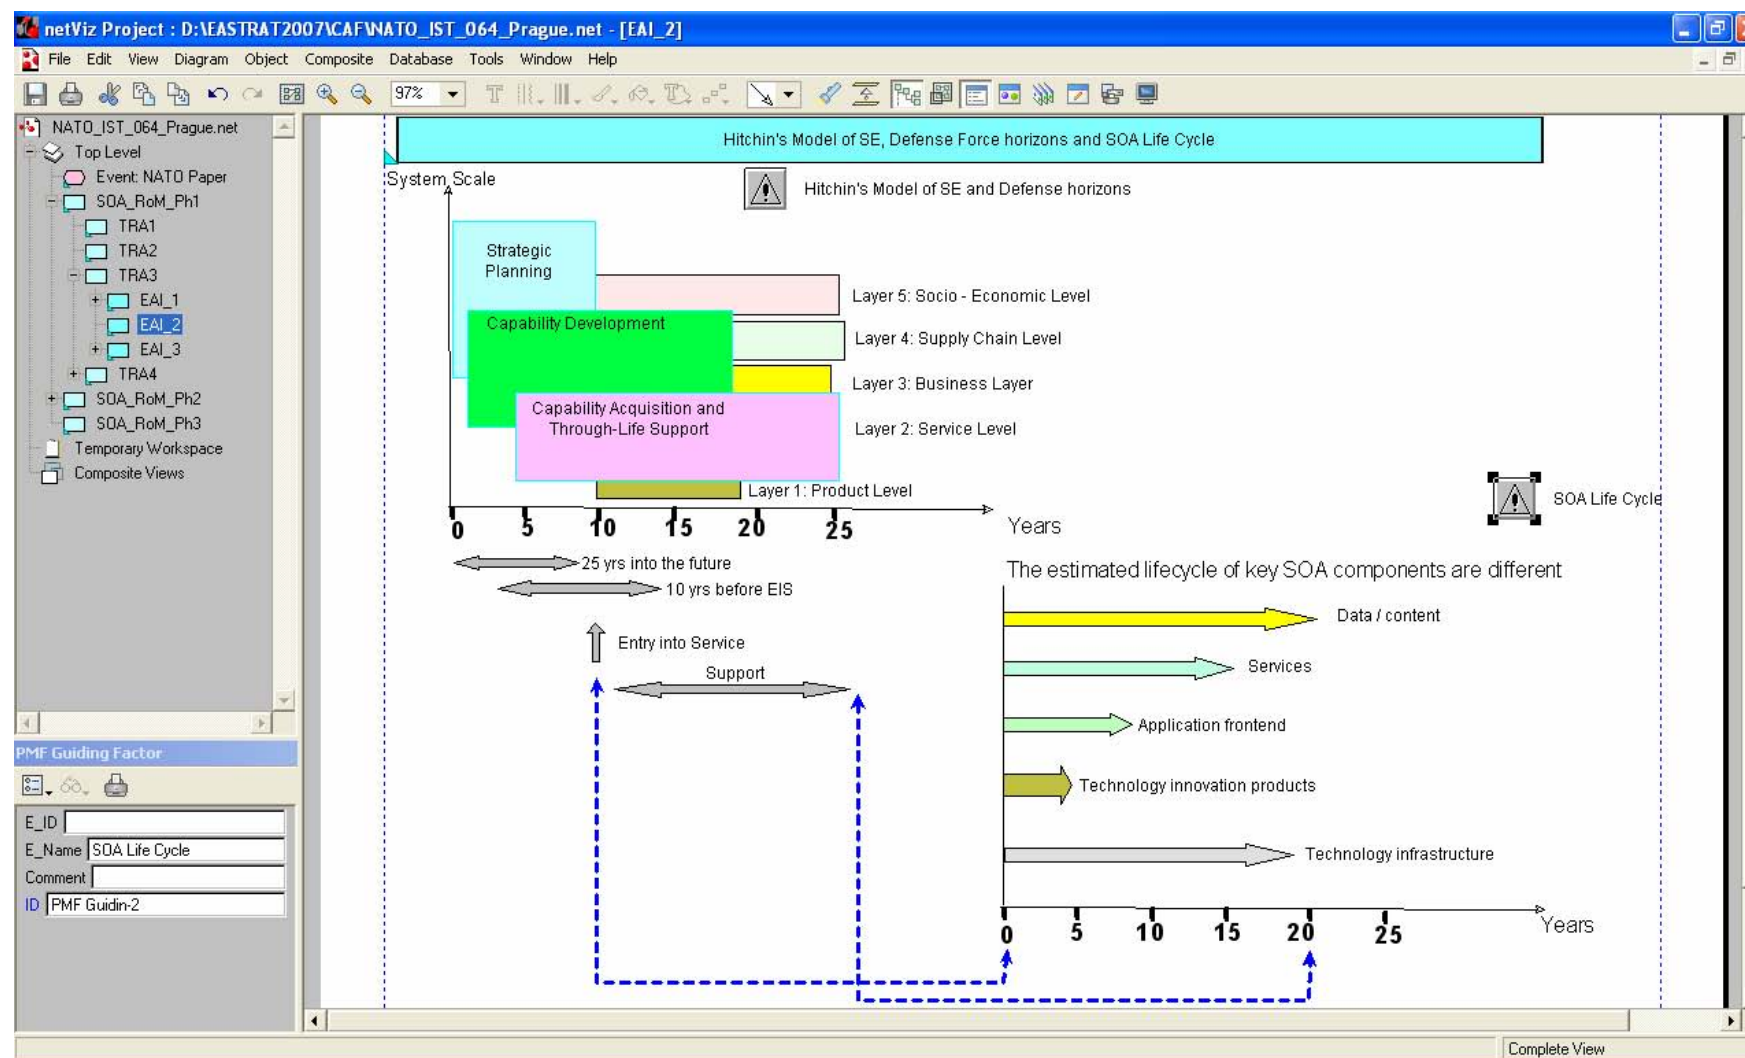 netViz Project : D:\EASTRAT2007\CAF\NATO_IST_064_Prague.net - [EAI_2]
File Edit View Diagram Object Composite Database Tools Window Help
97%
NATO_IST_064_Prague.net
Top Level
Event: NATO Paper
SOA_RoM_Ph1
TRA1
TRA2
TRA3
EAI_1
EAI_2
EAI_3
TRA4
SOA_RoM_Ph2
SOA_RoM_Ph3
Temporary Workspace
Composite Views
PMF Guiding Factor
E_ID
E_Name SOA Life Cycle
Comment
ID PMF Guidin-2
Hitchin's Model of SE, Defense Force horizons and SOA Life Cycle
System Scale
Hitchin's Model of SE and Defense horizons
Strategic
Planning
Layer 5: Socio - Economic Level
Capability Development
Layer 4: Supply Chain Level
Layer 3: Business Layer
Capability Acquisition and
Through-Life Support
Layer 2: Service Level
Layer 1: Product Level
SOA Life Cycle
0 5 10 15 20 25
Years
25 yrs into the future
10 yrs before EIS
Entry into Service
Support
The estimated lifecycle of key SOA components are different
Data / content
Services
Application frontend
Technology innovation products
Technology infrastructure
0 5 10 15 20 25
Years
Complete View